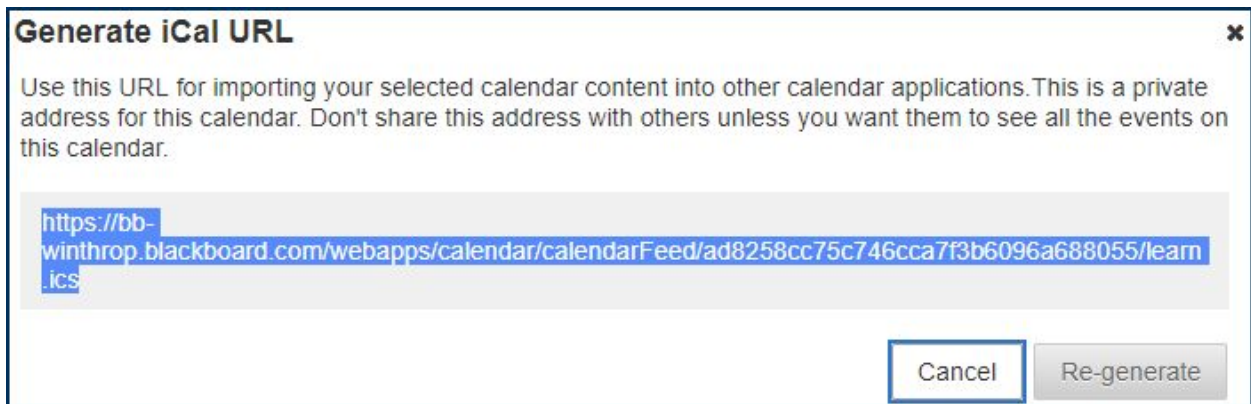 Generate iCal URL
Use this URL for importing your selected calendar content into other calendar applications.This is a private
address for this calendar. Don't share this address with others unless you want them to see all the events on
this calendar.
https://bb-
winthrop.blackboard.com/webapps/calendar/calendarFeed/ad8258cc75c746cca7f3b6096a688055/learn
.ics
Cancel Re-generate